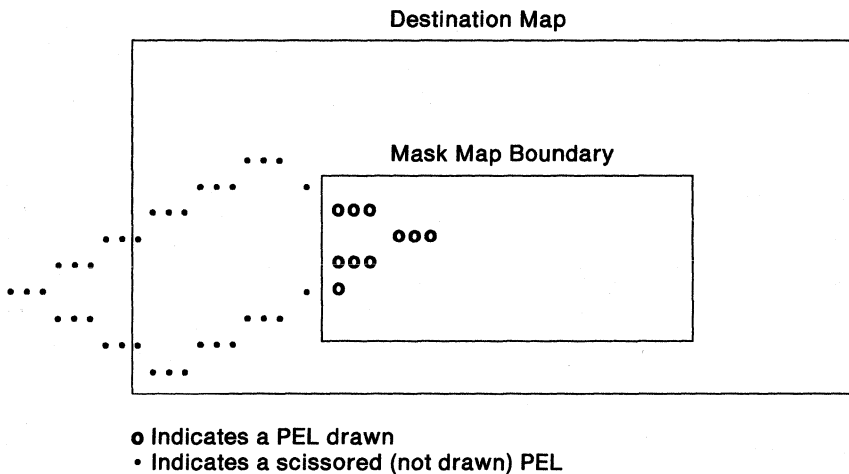 Destination Map
Mask Map Boundary
ooo
ooo
ooo
o
o Indicates a PEL drawn
• Indicates a scissored (not drawn) PEL